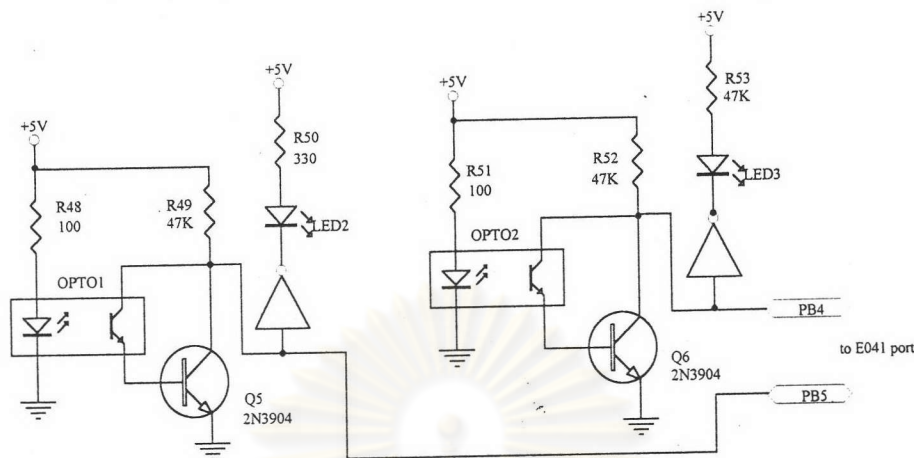 +5V
R48
100
OPTO1
R49
47K
Q5
2N3904
+5V
R50
330
LED2
+5V
R51
100
OPTO2
R52
47K
Q6
2N3904
+5V
R53
47K
LED3
PB4
to E041 port
PB5